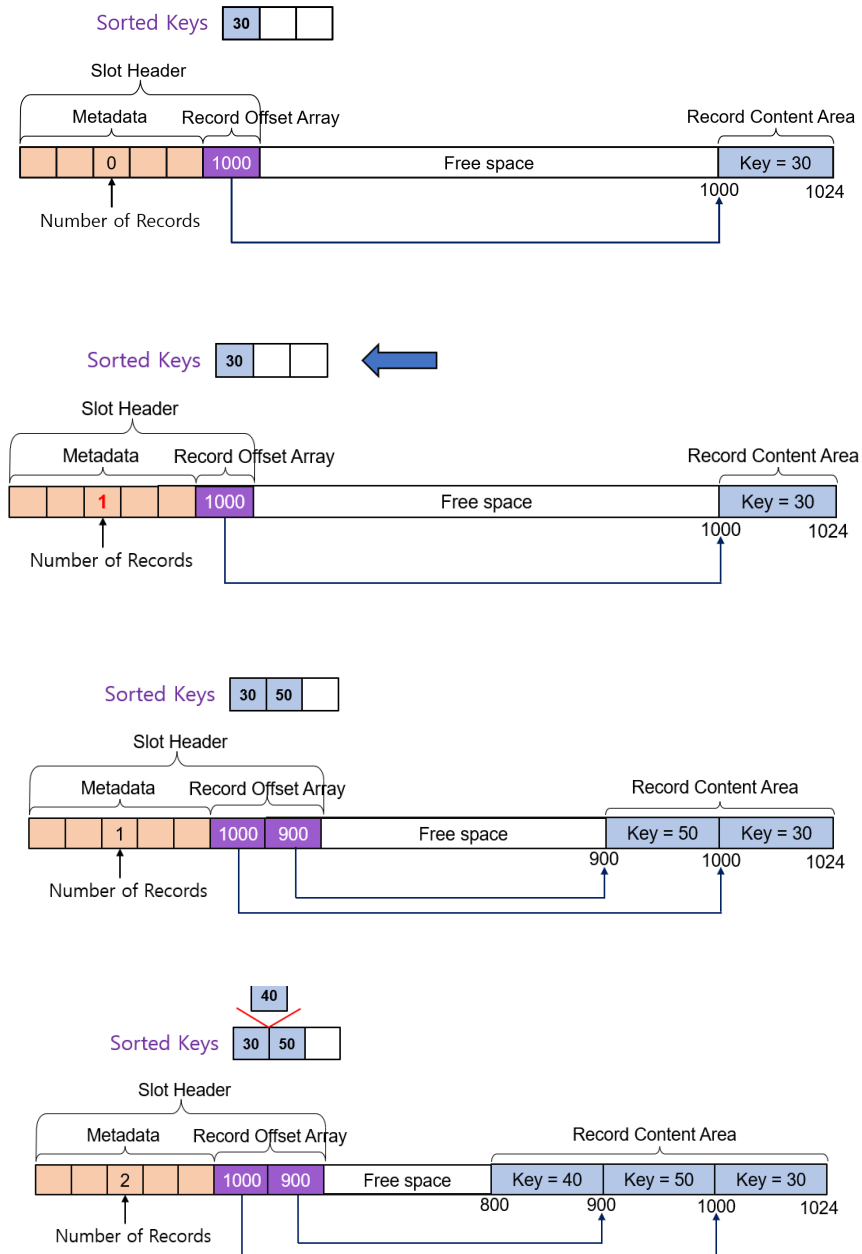 Sorted Keys 30
Slot Header
Metadata Record Offset Array Record Content Area
0 1000 Free space Key = 30
1000 1024
Number of Records
Sorted Keys 30
Slot Header
Metadata Record Offset Array Record Content Area
1 1000 Free space Key = 30
1000 1024
Number of Records
Sorted Keys 30 50
Slot Header
Metadata Record Offset Array Record Content Area
1 1000 900 Free space Key = 50 Key = 30
900 1000 1024
Number of Records
40
Sorted Keys 30 50
Slot Header
Metadata Record Offset Array Record Content Area
2 1000 900 Free space Key = 40 Key = 50 Key = 30
800 900 1000 1024
Number of Records